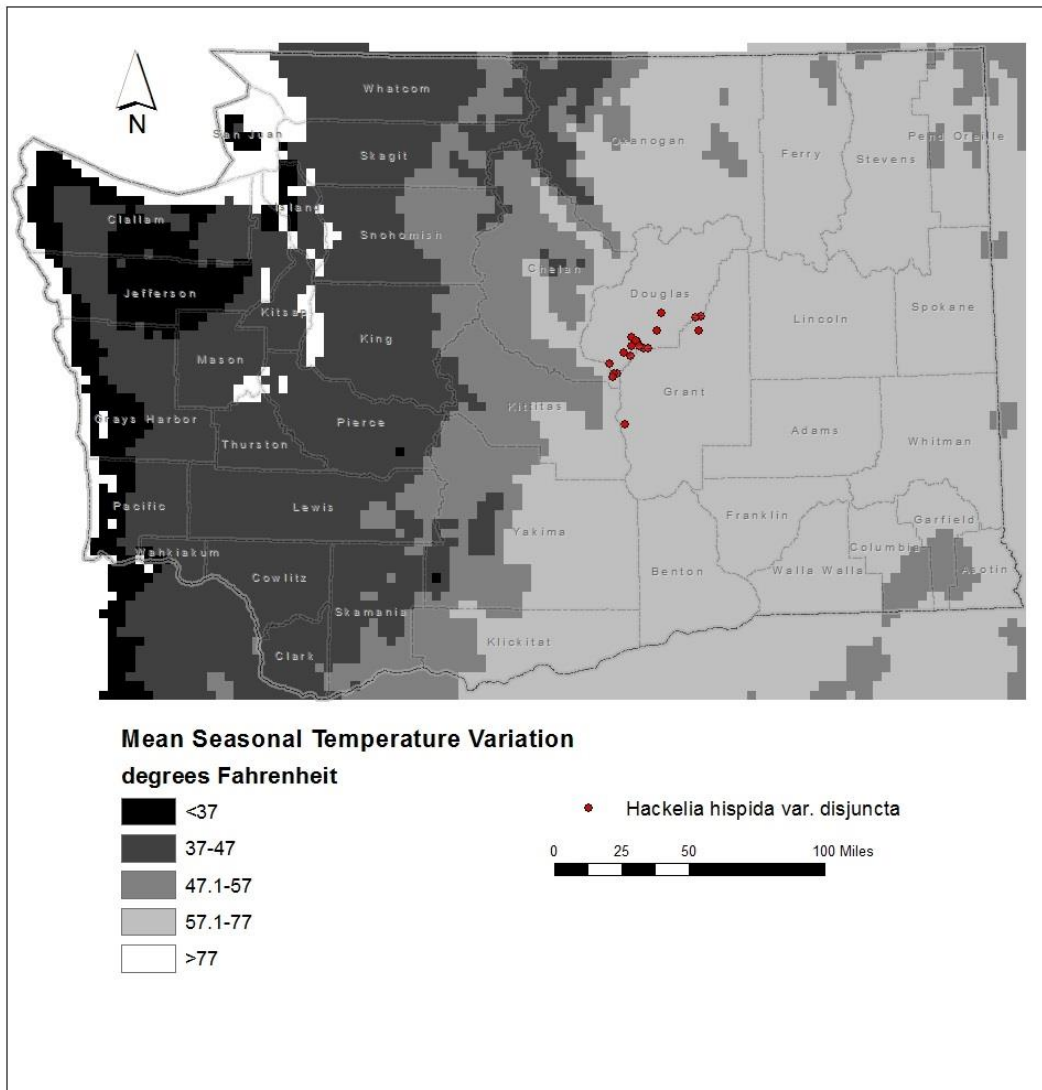 N
Whatcom
San Juan
Okanogan
Pend Oreille
Skagit
Ferry
Stevens
Island
Clallam
Snohomish
Chelan
Jefferson
Douglas
Kitsap
Spokane
Lincoln
King
Mason
Grant
Kittitas
Grays Harbor
Pierce
Adams
Thurston
Whitman
Pacific
Lewis
Franklin
Garfield
Yakima
Columbia
Wahkiakum
Benton
Walla Walla
Asotin
Cowlitz
Skamania
Klickitat
Clark
Mean Seasonal Temperature Variation
degrees Fahrenheit
<37
37-47
47.1-57
57.1-77
>77
Hackelia hispida var. disjuncta
0 25 50 100 Miles